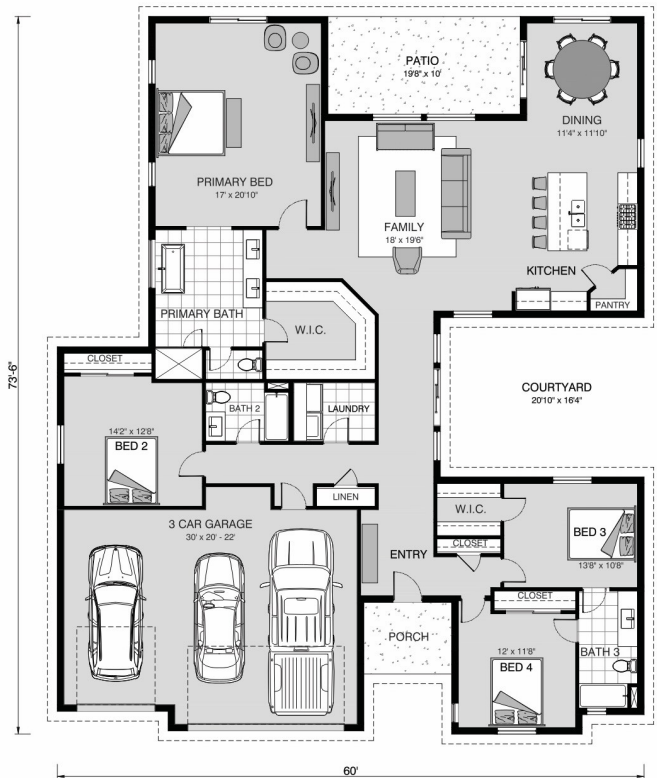 PATIO
19'8" x 10'
DINING
11'4" x 11'10"
PRIMARY BED
17' x 20'10"
FAMILY
18' x 19'6"
KITCHEN
PANTRY
PRIMARY BATH
W.I.C.
CLOSET
73'-6"
COURTYARD
20'10" x 16'4"
BATH 2
LAUNDRY
14'2" x 12'8"
BED 2
LINEN
W.I.C.
3 CAR GARAGE
30' x 20' - 22'
BED 3
13'8" x 10'8"
CLOSET
ENTRY
CLOSET
PORCH
12' x 11'8"
BED 4
BATH 3
60'